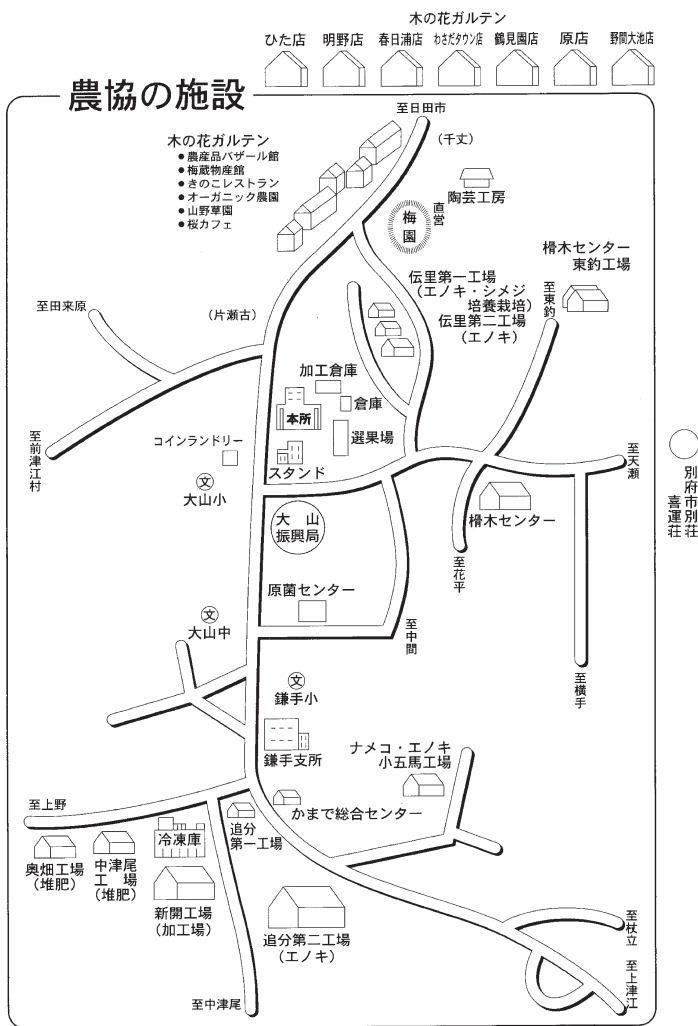 木の花ガルテン
ひた店
明野店
春日浦店
わさだタウン店
鶴見園店
原店
野間大池店
農協の施設
至日田市
(千丈)
木の花ガルテン
●農産品バザール館
●梅蔵物産館
●きのこレストラン
●オーガニック農園
●山野草園
●桜カフェ
陶芸工房
梅園
直営
榾木センター
東釣工場
至東釣
伝里第一工場
(エノキ・シメジ
培養栽培)
伝里第二工場
(エノキ)
至田来原
(片瀬古)
加工倉庫
倉庫
本所
選果場
至前津江村
コインランドリー
スタンド
至天瀬
文
大山小
別府市別荘
喜運荘
大山
振興局
榾木センター
至花平
原菌センター
文
大山中
至中間
至横手
文
鎌手小
鎌手支所
ナメコ・エノキ
小五馬工場
至上野
かまで総合センター
追分
第一工場
冷凍庫
奥畑工場
(堆肥)
中津尾
工場
(堆肥)
新開工場
(加工場)
追分第二工場
(エノキ)
至杖立
至上津江
至中津尾